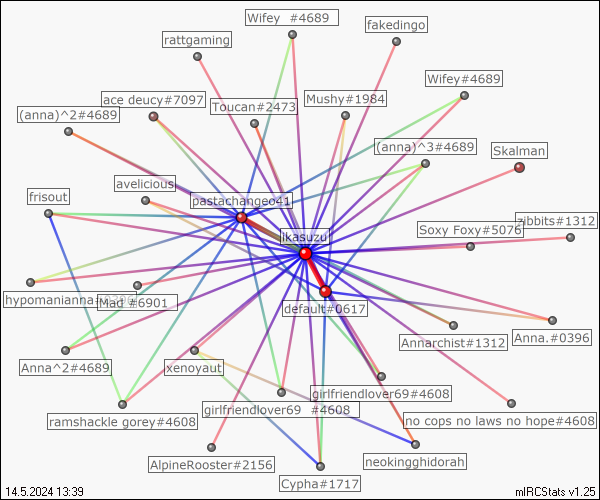 Wifey  #4689
fakedingo
rattgaming
Wifey#4689
ace deucy#7097
Toucan#2473
Mushy#1984
(anna)^2#4689
(anna)^3#4689
Skalman
avelicious
frisout
pastachangeo41
zibbits#1312
Soxy Foxy#5076
ikasuzu
hypomanianna
Mad #6901
default#0617
Annarchist#1312
Anna.#0396
Anna^2#4689
xenoyaut
girlfriendlover69#4608
girlfriendlover69  #4608
ramshackle gorey#4608
no cops no laws no hope#4608
AlpineRooster#2156
neokingghidorah
Cypha#1717
14.5.2024 13:39
mIRCStats v1.25